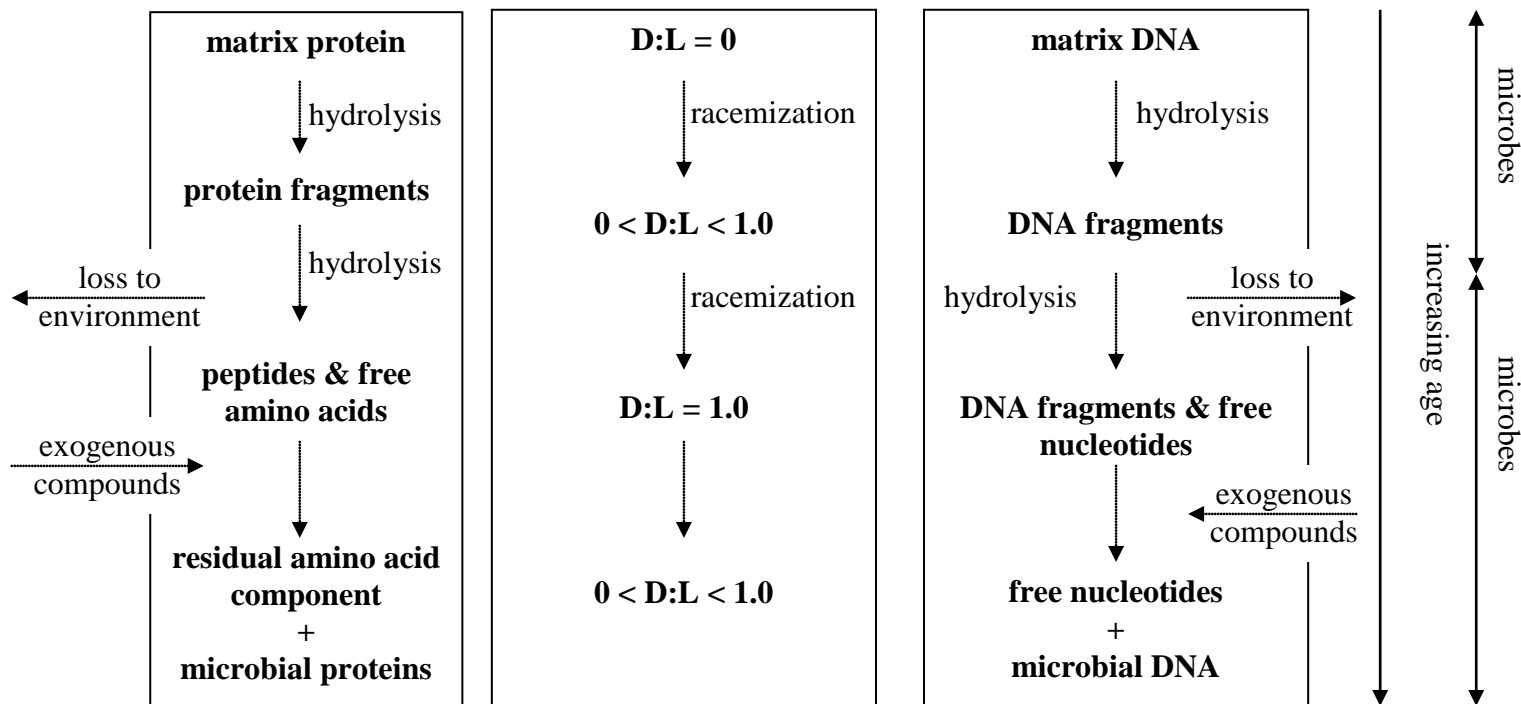 matrix protein
hydrolysis
protein fragments
hydrolysis
loss to
environment
peptides & free
amino acids
exogenous
compounds
residual amino acid
component
+
microbial proteins
D:L = 0
racemization
0 < D:L < 1.0
racemization
D:L = 1.0
0 < D:L < 1.0
matrix DNA
hydrolysis
DNA fragments
hydrolysis
loss to
environment
DNA fragments & free
nucleotides
exogenous
compounds
free nucleotides
+
microbial DNA
increasing age
microbes
microbes